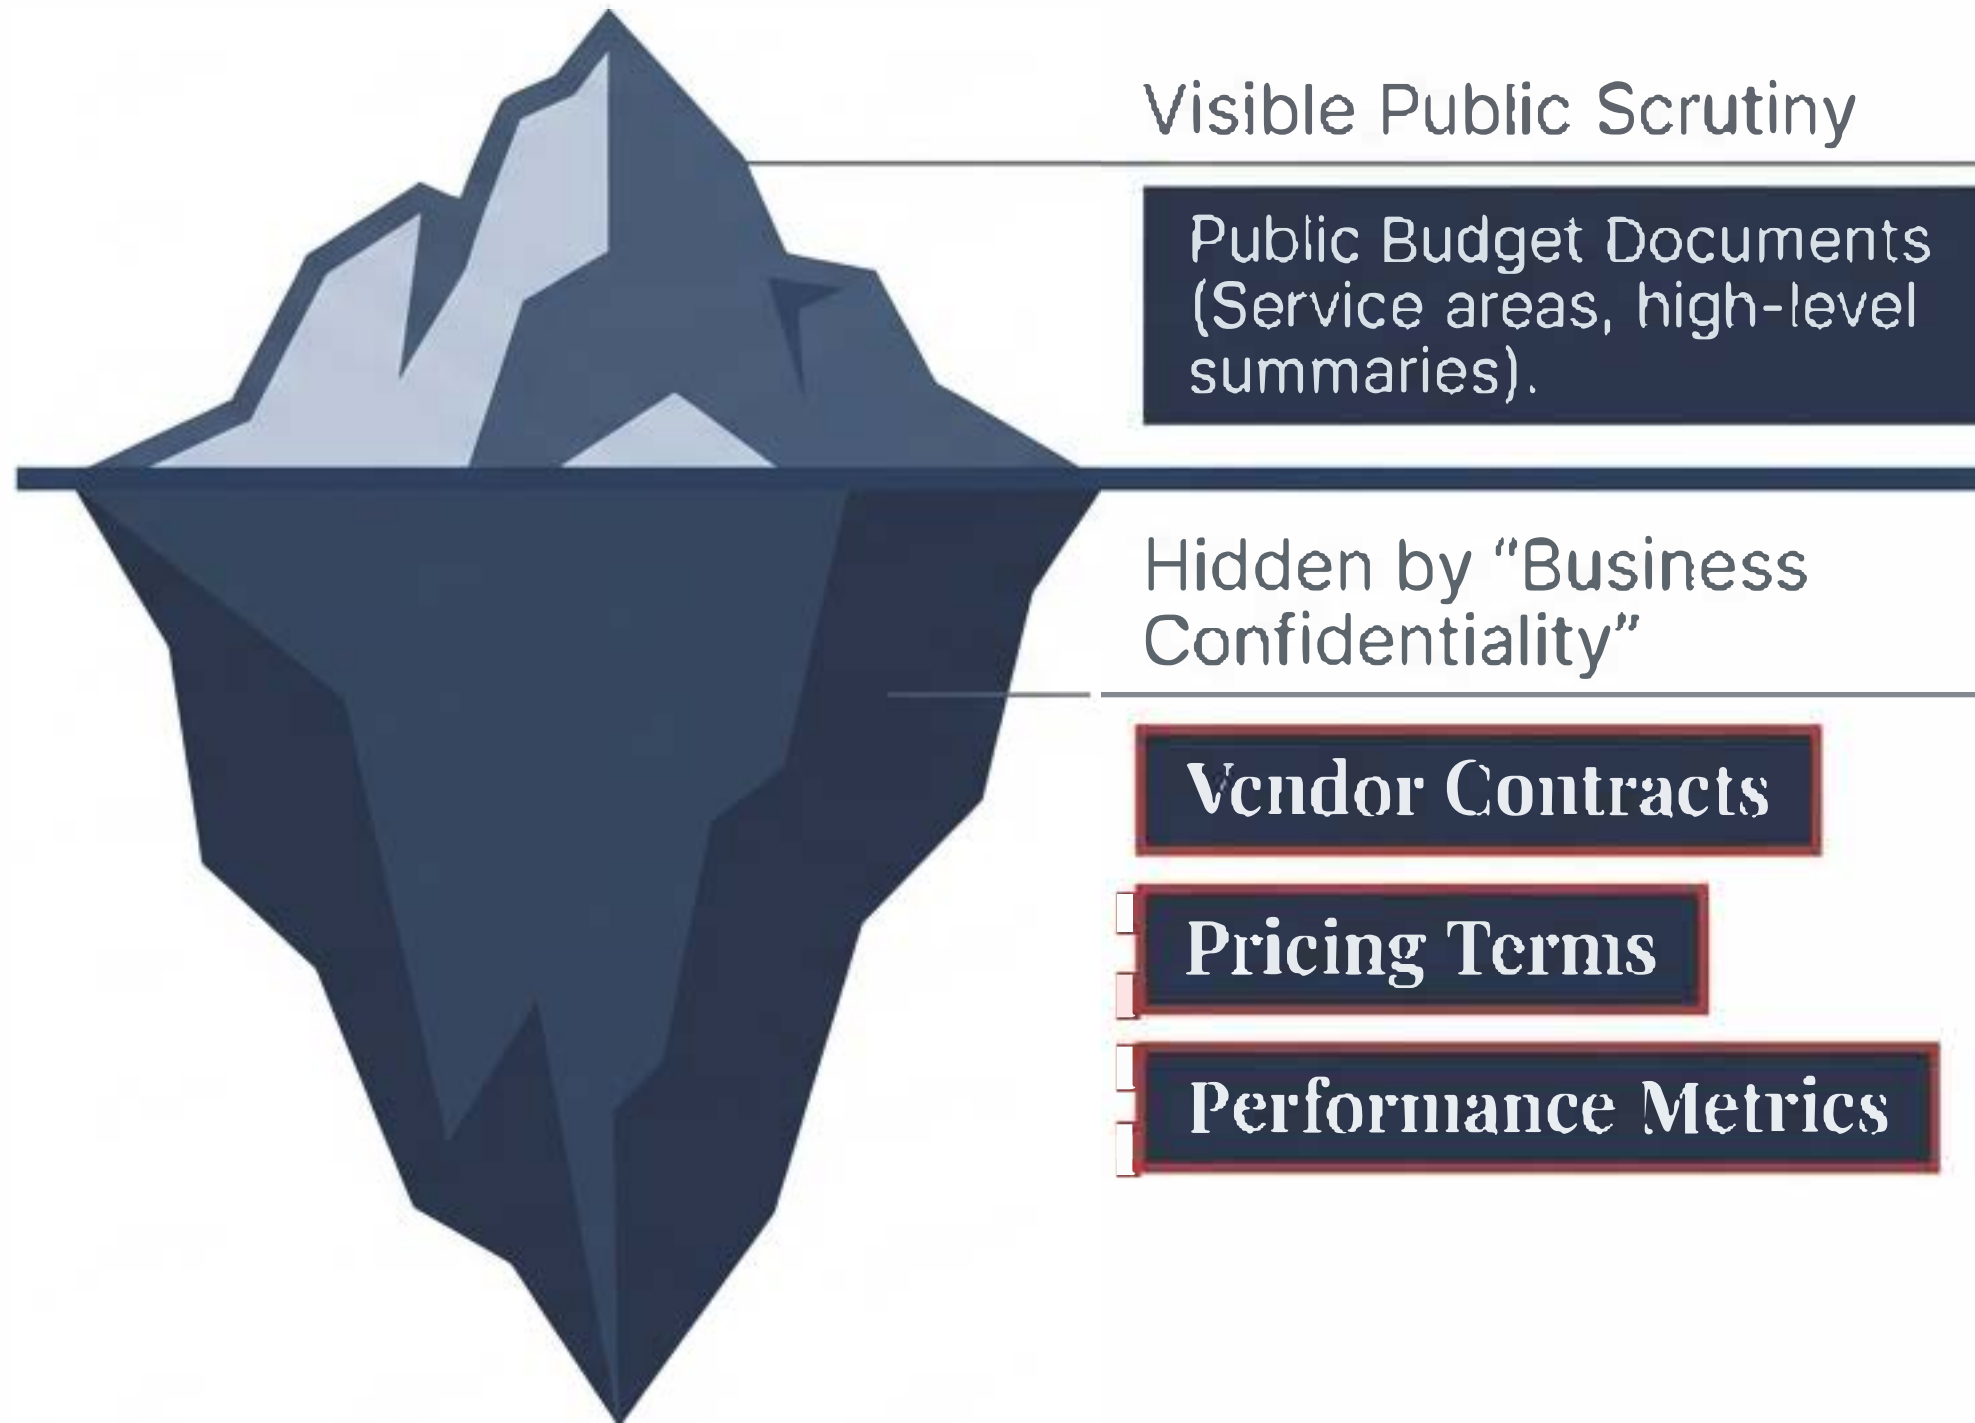 Visible Public Scrutiny
Public Budget Documents
(Service areas, high-level
summaries).
Hidden by “Business
Confidentiality”
Vendor Contracts
Pricing Terms
Performance Metrics